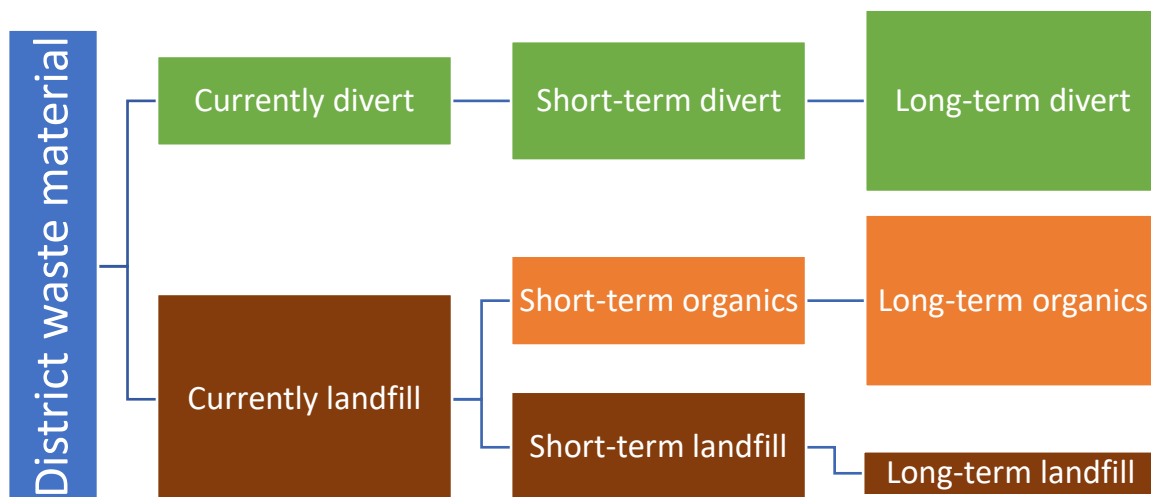 District waste material
Currently divert
Short-term divert
Long-term divert
Currently landfill
Short-term organics
Long-term organics
Short-term landfill
Long-term landfill